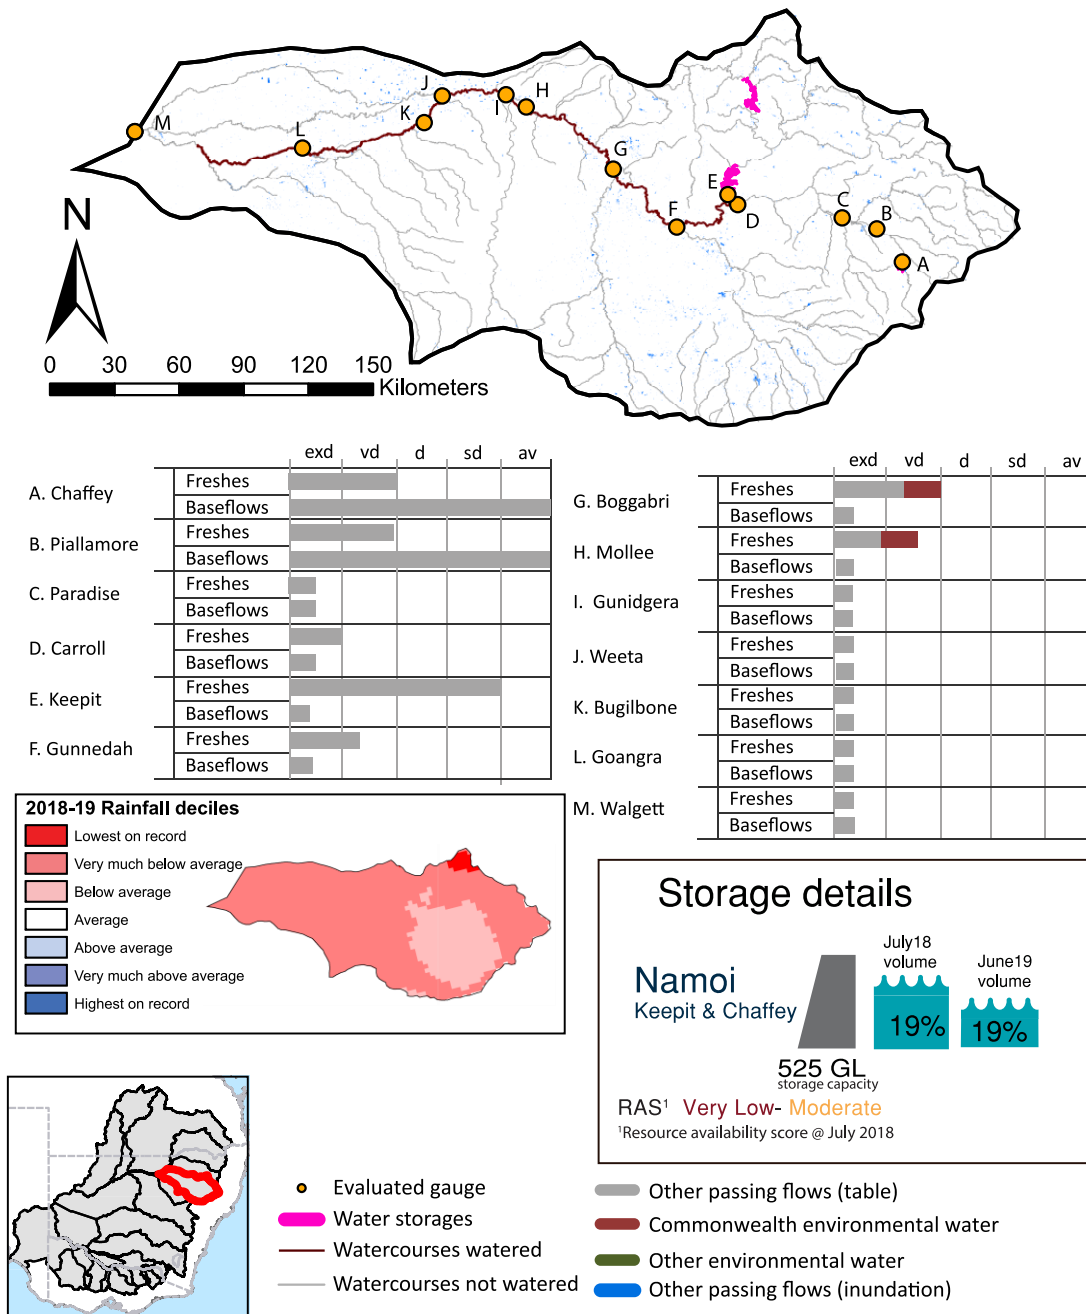 M
L
K
J
I
H
G
F
E
D
C
B
A
N
0 30 60 90 120 150
Kilometers
exd vd d sd av
A. Chaffey
Freshes
Baseflows
B. Piallamore
Freshes
Baseflows
C. Paradise
Freshes
Baseflows
D. Carroll
Freshes
Baseflows
E. Keepit
Freshes
Baseflows
F. Gunnedah
Freshes
Baseflows
exd vd d sd av
G. Boggabri
Freshes
Baseflows
H. Mollee
Freshes
Baseflows
I. Gunidgera
Freshes
Baseflows
J. Weeta
Freshes
Baseflows
K. Bugilbone
Freshes
Baseflows
L. Goangra
Freshes
Baseflows
M. Walgett
Freshes
Baseflows
2018-19 Rainfall deciles
Lowest on record
Very much below average
Below average
Average
Above average
Very much above average
Highest on record
Storage details
Namoi
Keepit & Chaffey
525 GL
storage capacity
July18
volume
19%
June19
volume
19%
RAS¹ Very Low- Moderate
¹Resource availability score @ July 2018
Evaluated gauge
Water storages
Watercourses watered
Watercourses not watered
Other passing flows (table)
Commonwealth environmental water
Other environmental water
Other passing flows (inundation)